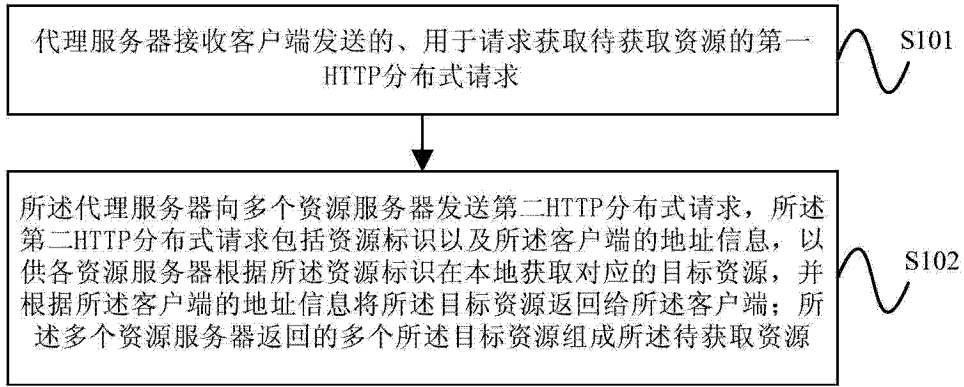 代理服务器接收客户端发送的、用于请求获取待获取资源的第一
HTTP分布式请求
S101
所述代理服务器向多个资源服务器发送第二HTTP分布式请求，所述
第二HTTP分布式请求包括资源标识以及所述客户端的地址信息，以
供各资源服务器根据所述资源标识在本地获取对应的目标资源，并
根据所述客户端的地址信息将所述目标资源返回给所述客户端；所
述多个资源服务器返回的多个所述目标资源组成所述待获取资源
S102